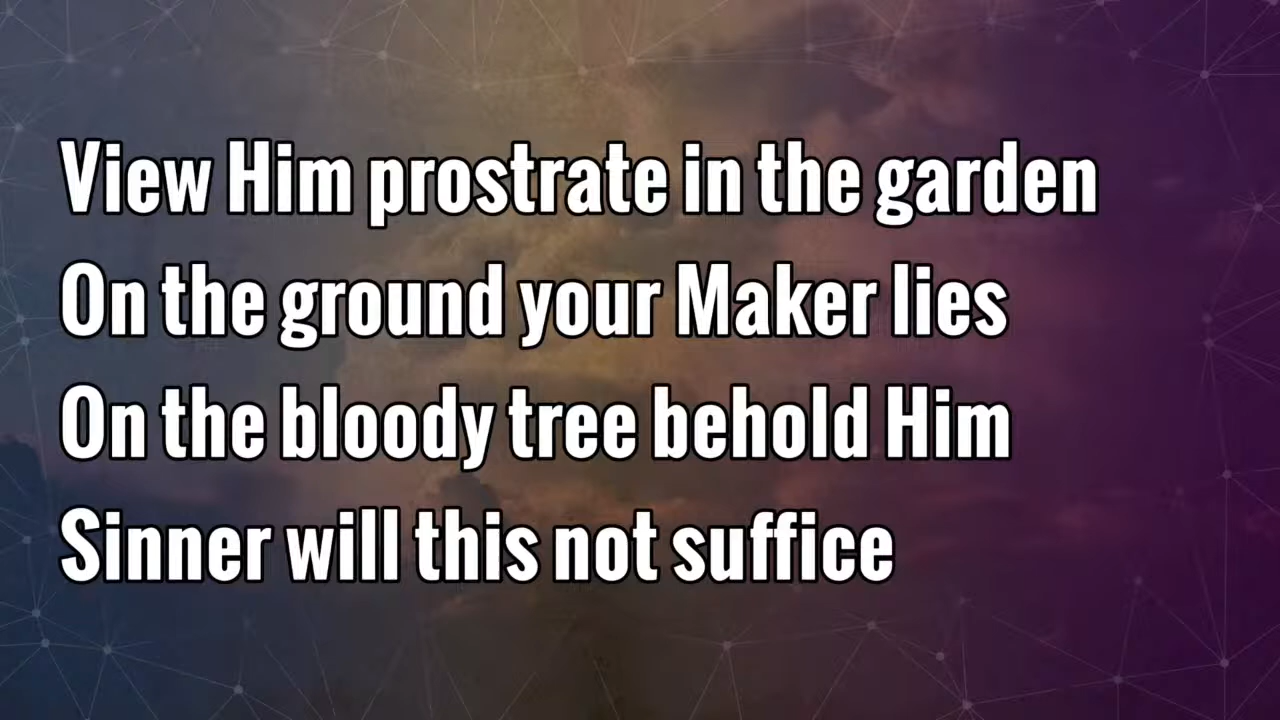 View Him prostrate in the garden
On the ground your Maker lies
On the bloody tree behold Him
Sinner will this not suffice